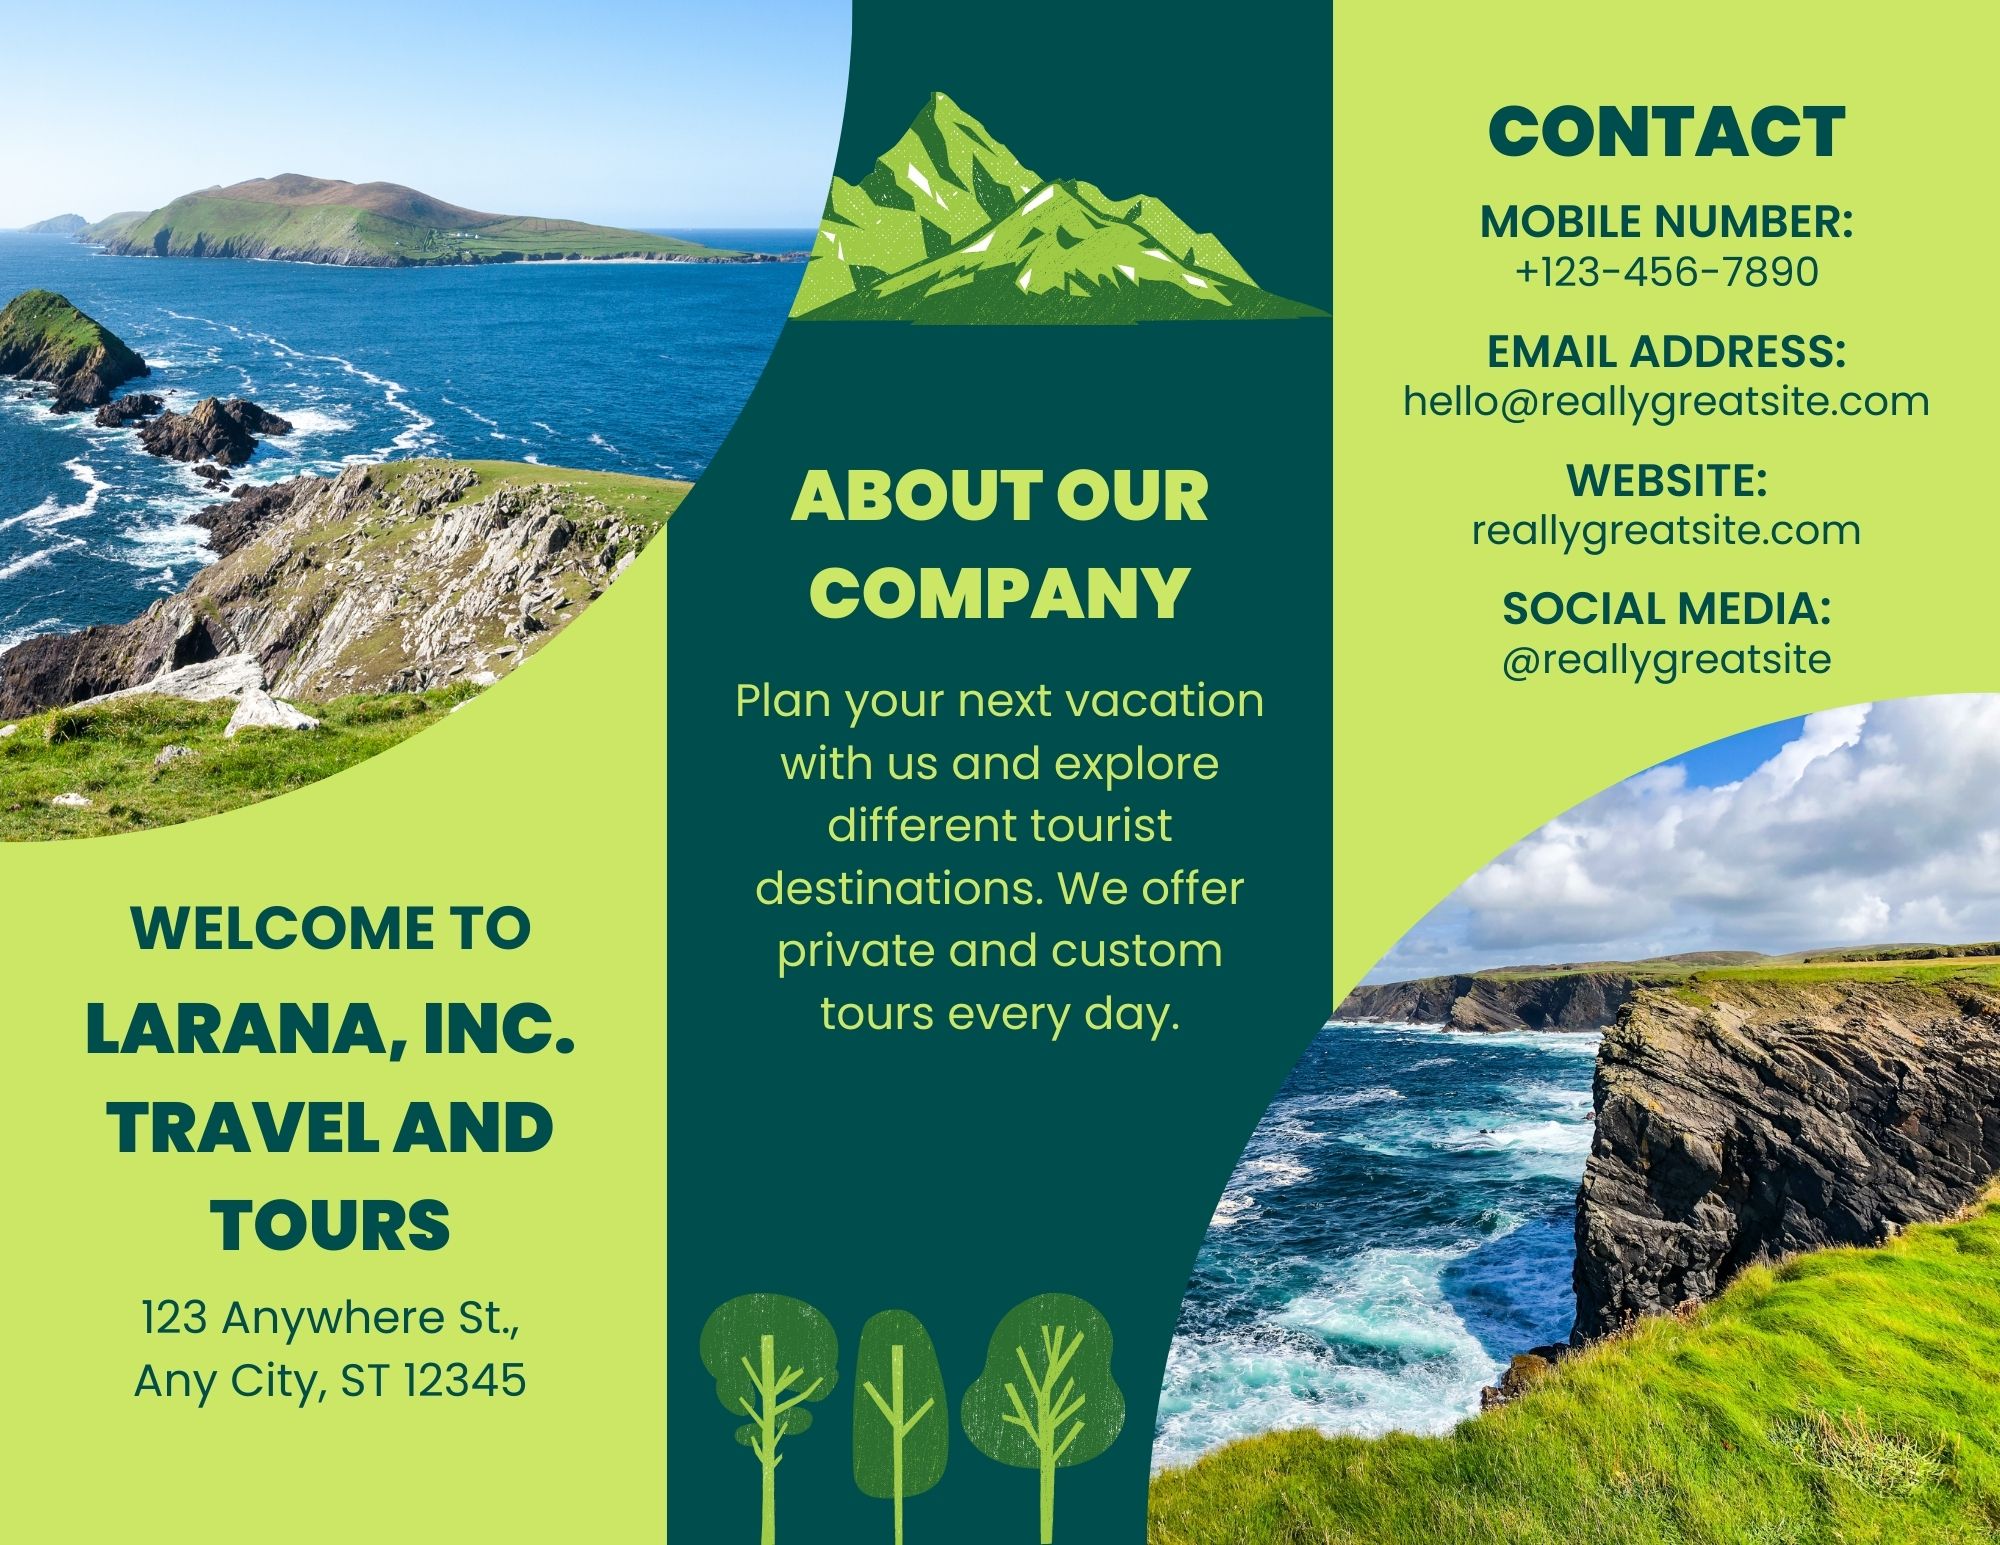 WELCOME TO
LARANA, INC.
TRAVEL AND
TOURS
123 Anywhere St.,
Any City, ST 12345
ABOUT OUR
COMPANY
Plan your next vacation
with us and explore
different tourist
destinations. We offer
private and custom
tours every day.
CONTACT
MOBILE NUMBER:
+123-456-7890
EMAIL ADDRESS:
hello@reallygreatsite.com
WEBSITE:
reallygreatsite.com
SOCIAL MEDIA:
@reallygreatsite